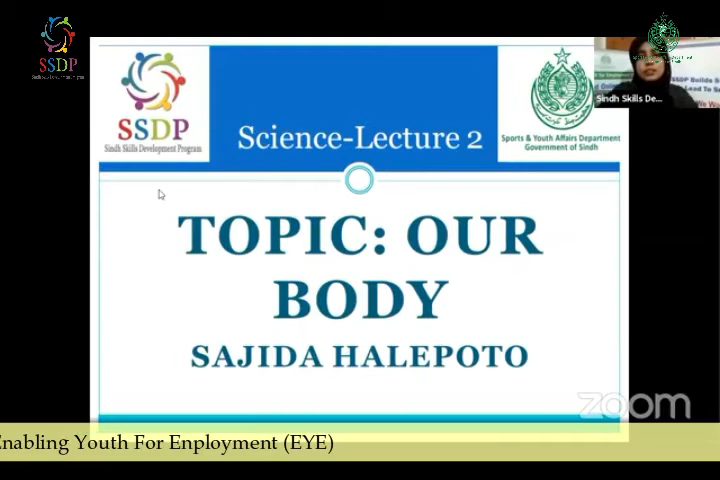 SSDP
SSDP
Sindh Skills Development Program
Science-Lecture 2
Sports & Youth Affairs Department
Government of Sindh
Sindh Skills De...
TOPIC: OUR
BODY
SAJIDA HALEPOTO
zoom
Enabling Youth For Enployment (EYE)